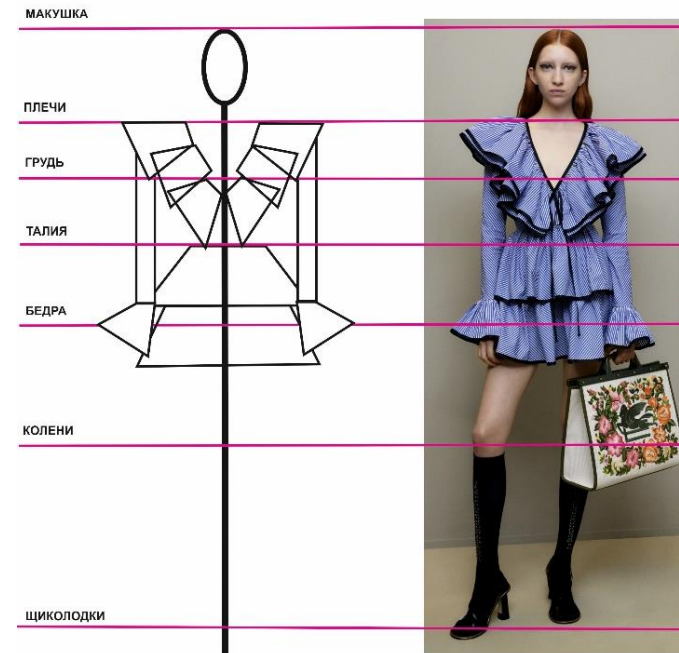 МАКУШКА
ПЛЕЧИ
ГРУДЬ
ТАЛИЯ
БЕДРА
КОЛЕНИ
ЩИКОЛОДКИ